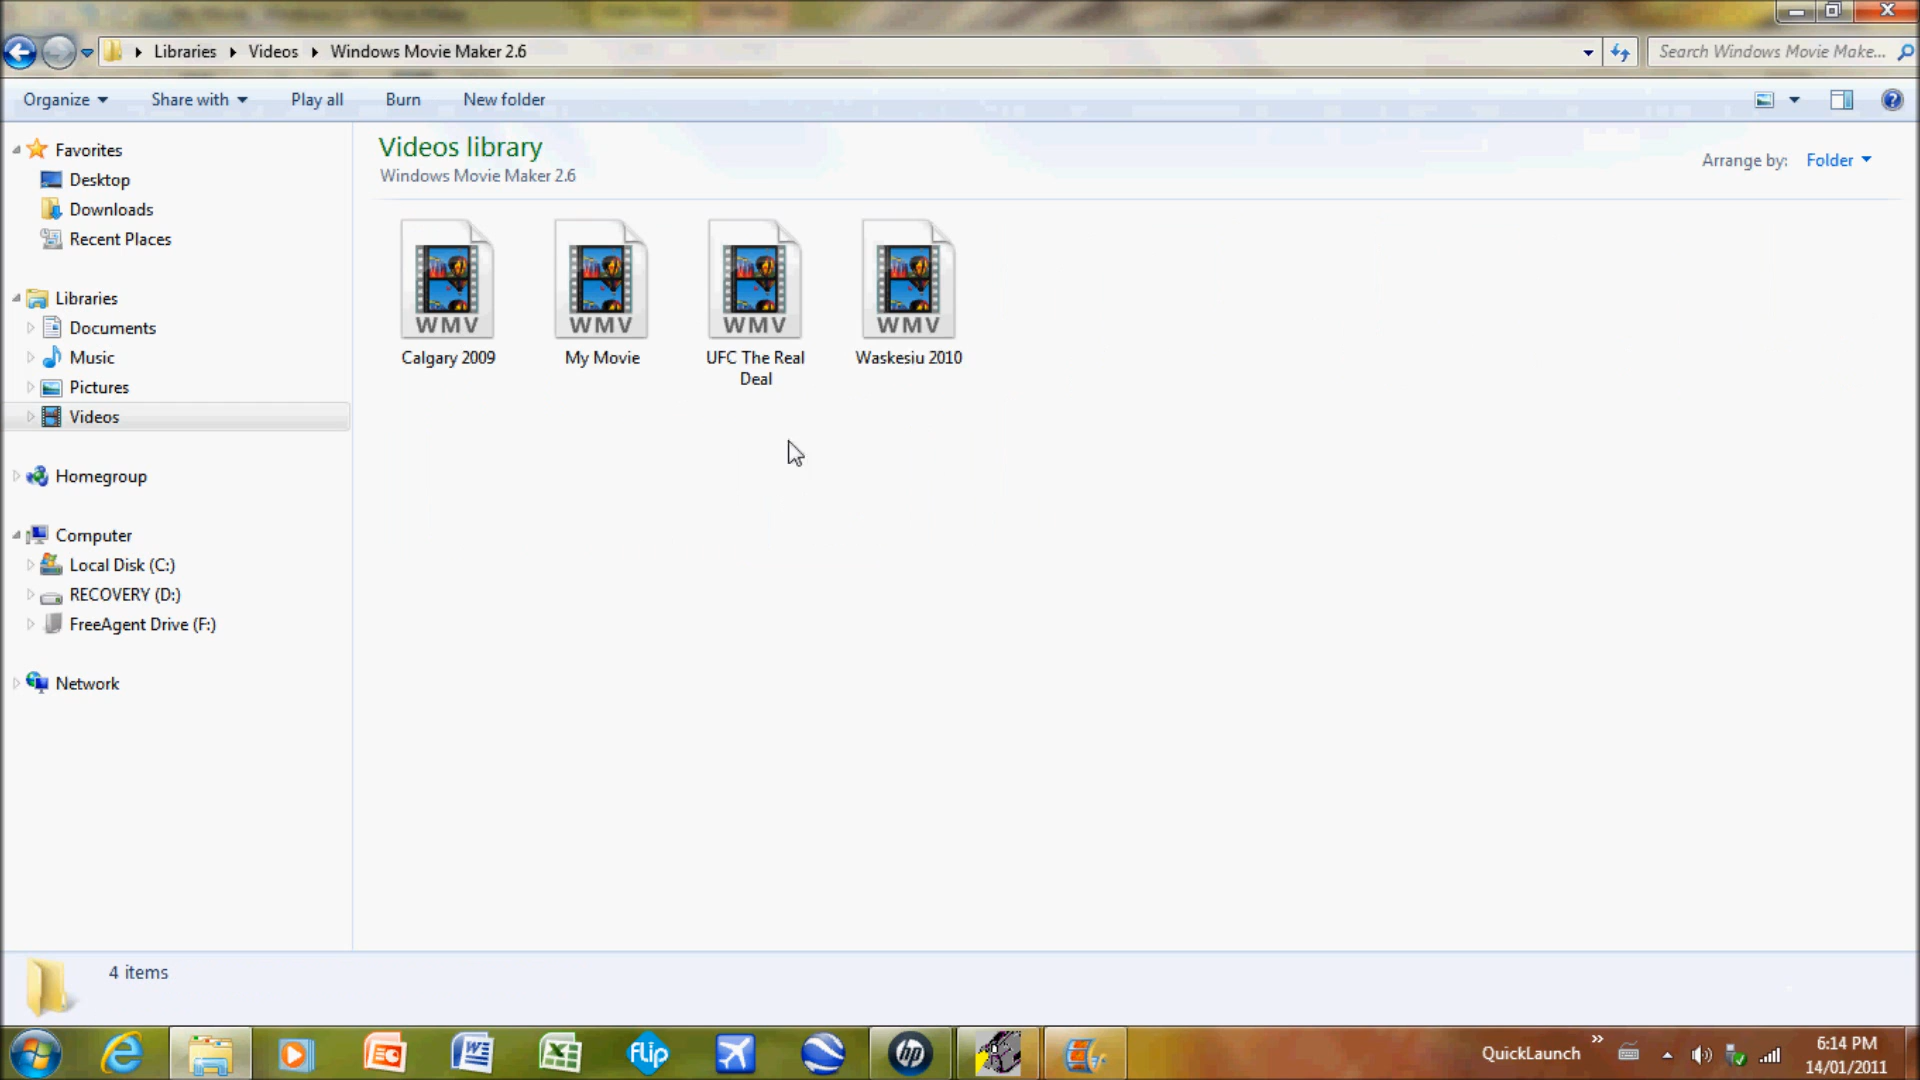 Libraries Videos Windows Movie Maker 2.6
Search Windows Movie Make...
Organize Share with Play all Burn New folder
Favorites
Desktop
Downloads
Recent Places
Libraries
Documents
Music
Pictures
Videos
Homegroup
Computer
Local Disk (C:)
RECOVERY (D:)
FreeAgent Drive (F:)
Network
Videos library
Windows Movie Maker 2.6
Arrange by: Folder
WMV WMV WMV WMV
Calgary 2009
My Movie
UFC The Real
Deal
Waskesiu 2010
4 items
flip
hp
QuickLaunch
6:14 PM
14/01/2011